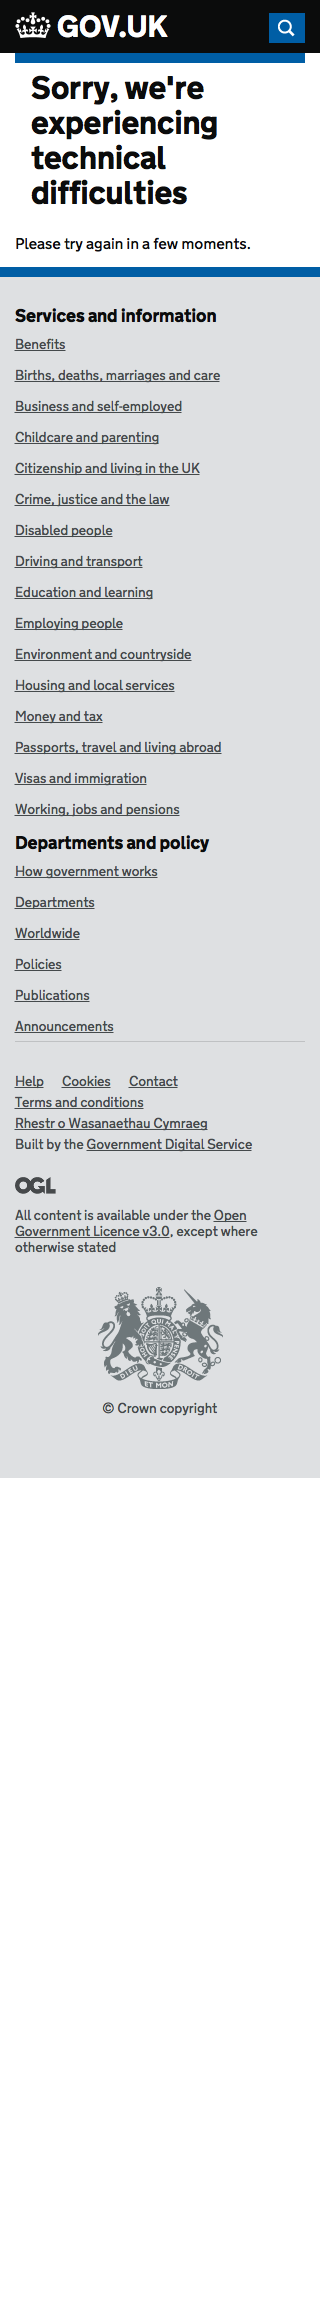 GOV.UK
Sorry, we're
experiencing
technical
difficulties
Please try again in a few moments.
Services and information
Benefits
Births, deaths, marriages and care
Business and self-employed
Childcare and parenting
Citizenship and living in the UK
Crime, justice and the law
Disabled people
Driving and transport
Education and learning
Employing people
Environment and countryside
Housing and local services
Money and tax
Passports, travel and living abroad
Visas and immigration
Working, jobs and pensions
Departments and policy
How government works
Departments
Worldwide
Policies
Publications
Announcements
Help Cookies Contact
Terms and conditions
Rhestr o Wasanaethau Cymraeg
Built by the Government Digital Service
OGL
All content is available under the Open
Government Licence v3.0, except where
otherwise stated
DIEU ET MON DROIT
© Crown copyright